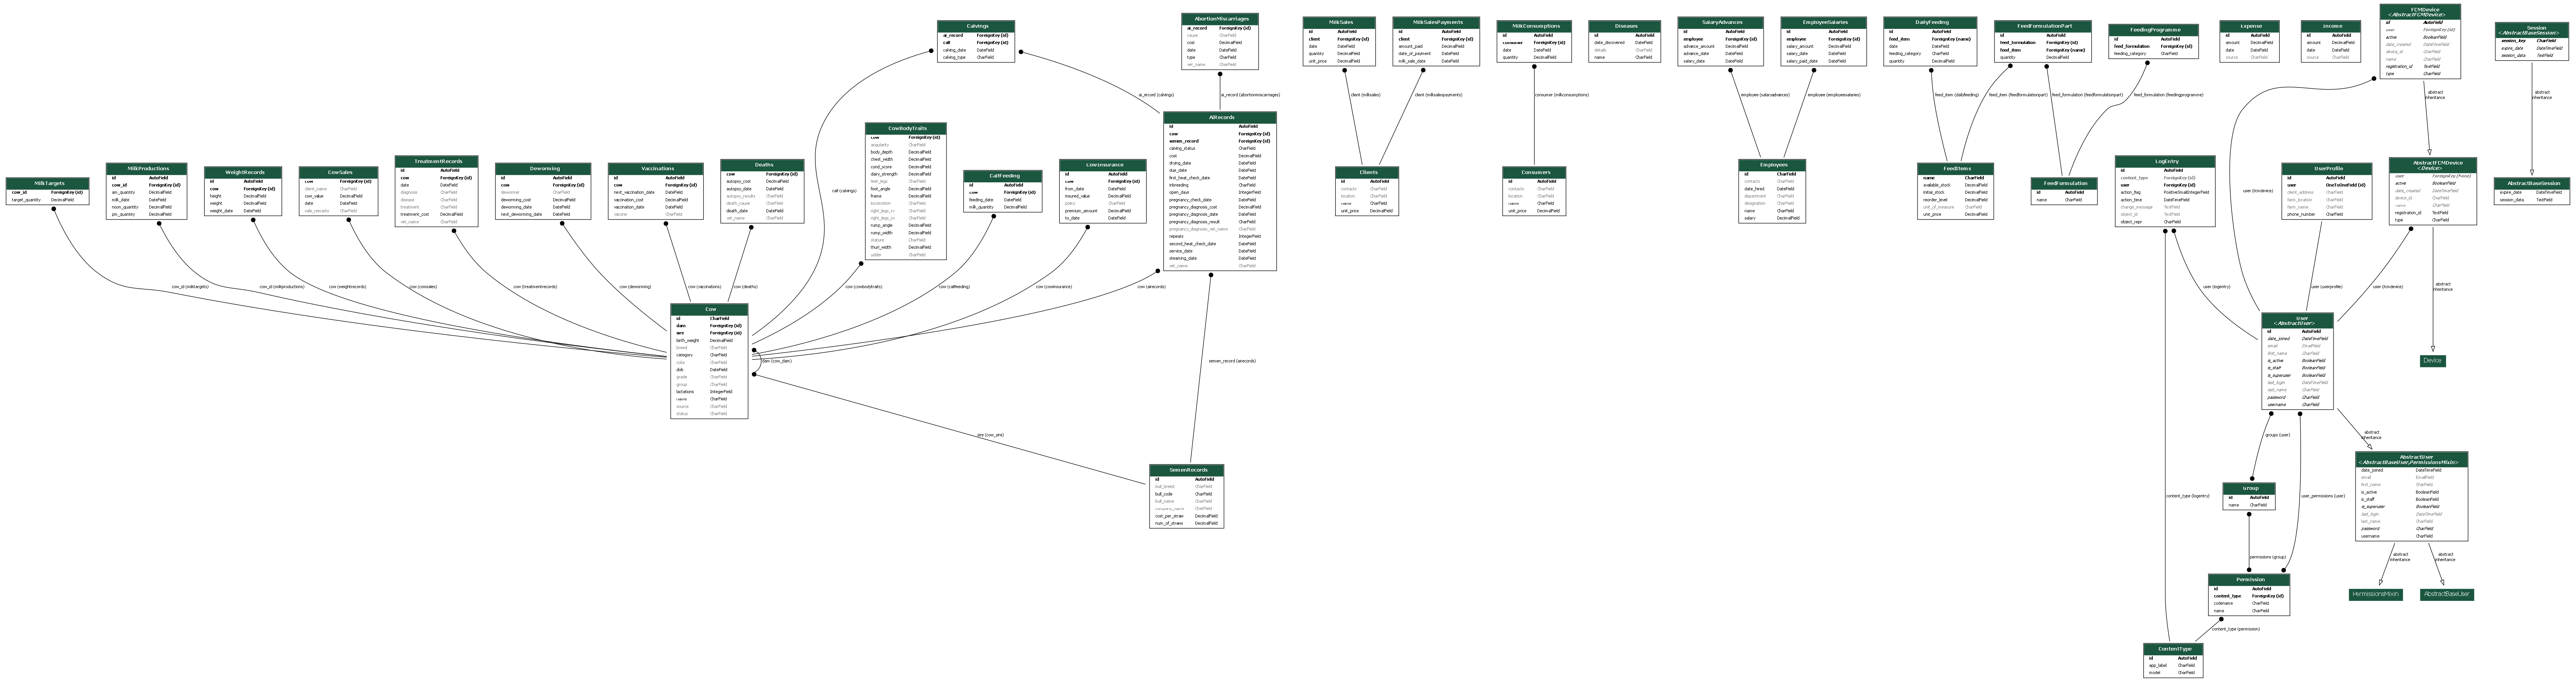 Calvings
ai_record ForeignKey (id)
calf ForeignKey (id)
calving_date DateField
calving_type CharField
AbortionMiscarriages
ai_record ForeignKey (id)
cause CharField
cost DecimalField
date DateField
type CharField
vet_name CharField
MilkSales
id AutoField
client ForeignKey (id)
date DateField
quantity DecimalField
unit_price DecimalField
MilkSalesPayments
id AutoField
client ForeignKey (id)
amount_paid DecimalField
date_of_payment DateField
milk_sale_date DateField
MilkConsumptions
id AutoField
consumer ForeignKey (id)
date DateField
quantity DecimalField
Diseases
id AutoField
date_discovered DateField
details CharField
name CharField
SalaryAdvances
id AutoField
employee ForeignKey (id)
advance_amount DecimalField
advance_date DateField
salary_date DateField
EmployeeSalaries
id AutoField
employee ForeignKey (id)
salary_amount DecimalField
salary_date DateField
salary_paid_date DateField
DailyFeeding
id AutoField
feed_item ForeignKey (name)
date DateField
feeding_category CharField
quantity DecimalField
FeedFormulationPart
id AutoField
feed_formulation ForeignKey (id)
feed_item ForeignKey (name)
quantity DecimalField
FeedingProgramme
id AutoField
feed_formulation ForeignKey (id)
feeding_category CharField
Expense
id AutoField
amount DecimalField
date DateField
source CharField
Income
id AutoField
amount DecimalField
date DateField
source CharField
FCMDevice
<AbstractFCMDevice>
id AutoField
user ForeignKey (id)
active BooleanField
date_created DateTimeField
device_id CharField
name CharField
registration_id TextField
type CharField
Session
<AbstractBaseSession>
session_key CharField
expire_date DateTimeField
session_data TextField
ai_record (calvings)
ai_record (abortionmiscarriages)
client (milksales)
client (milksalespayments)
consumer (milkconsumptions)
employee (salaryadvances)
employee (employeesalaries)
feed_item (dailyfeeding)
feed_item (feedformulationpart)
feed_formulation (feedformulationpart)
feed_formulation (feedingprogramme)
abstract
inheritance
abstract
inheritance
MilkTargets
cow_id ForeignKey (id)
target_quantity DecimalField
MilkProductions
id AutoField
cow_id ForeignKey (id)
am_quantity DecimalField
milk_date DateField
noon_quantity DecimalField
pm_quantity DecimalField
WeightRecords
id AutoField
cow ForeignKey (id)
height DecimalField
weight DecimalField
weight_date DateField
CowSales
cow ForeignKey (id)
client_name CharField
cow_value DecimalField
date DateField
sale_remarks CharField
TreatmentRecords
id AutoField
cow ForeignKey (id)
date DateField
diagnosis CharField
disease CharField
treatment CharField
treatment_cost DecimalField
vet_name CharField
Deworming
id AutoField
cow ForeignKey (id)
dewormer CharField
deworming_cost DecimalField
deworming_date DateField
next_deworming_date DateField
Vaccinations
id AutoField
cow ForeignKey (id)
next_vaccination_date DateField
vaccination_cost DecimalField
vaccination_date DateField
vaccine CharField
Deaths
cow ForeignKey (id)
autopsy_cost DecimalField
autopsy_date DateField
autopsy_results CharField
death_cause CharField
death_date DateField
vet_name CharField
CowBodyTraits
cow ForeignKey (id)
angularity CharField
body_depth DecimalField
chest_width DecimalField
cond_score DecimalField
dairy_strength DecimalField
feet_legs CharField
foot_angle DecimalField
frame DecimalField
locomotion CharField
rump_angle DecimalField
rump_width DecimalField
stature CharField
thurl_width DecimalField
udder CharField
CalfFeeding
id AutoField
cow ForeignKey (id)
feeding_date DateField
milk_quantity DecimalField
CowInsurance
id AutoField
cow ForeignKey (id)
from_date DateField
insured_value DecimalField
policy CharField
premium_amount DecimalField
to_date DateField
AIRecords
id AutoField
cow ForeignKey (id)
semen_record ForeignKey (id)
calving_status CharField
cost DecimalField
drying_date DateField
due_date DateField
first_heat_check_date DateField
inbreeding CharField
open_days IntegerField
pregnancy_check_date DateField
pregnancy_diagnosis_cost DecimalField
pregnancy_diagnosis_date DateField
pregnancy_diagnosis_result CharField
pregnancy_diagnosis_vet_name CharField
repeats IntegerField
second_heat_check_date DateField
service_date DateField
steaming_date DateField
vet_name CharField
Clients
id AutoField
contacts CharField
location CharField
name CharField
unit_price DecimalField
Consumers
id AutoField
contacts CharField
location CharField
name CharField
unit_price DecimalField
Employees
id CharField
contacts CharField
date_hired DateField
department CharField
designation CharField
name CharField
salary DecimalField
FeedItems
name CharField
available_stock DecimalField
initial_stock DecimalField
reorder_level DecimalField
unit_of_measure CharField
unit_price DecimalField
FeedFormulation
id AutoField
name CharField
LogEntry
id AutoField
content_type ForeignKey (id)
user ForeignKey (id)
action_flag PositiveSmallIntegerField
action_time DateTimeField
change_message TextField
object_id TextField
object_repr CharField
UserProfile
user OneToOneField (id)
client_address CharField
farm_location CharField
farm_name CharField
phone_number CharField
AbstractFCMDevice
<Device>
user ForeignKey (None)
active BooleanField
date_created DateTimeField
device_id CharField
name CharField
registration_id TextField
type CharField
AbstractBaseSession
expire_date DateTimeField
session_data TextField
calf (calvings)
user (fcmdevice)
cow_id (milktargets)
cow_id (milkproductions)
cow (weightrecords)
cow (cowsales)
cow (treatmentrecords)
cow (deworming)
cow (vaccinations)
cow (deaths)
cow (cowbodytraits)
cow (calffeeding)
cow (cowinsurance)
cow (airecords)
user (logentry)
user (userprofile)
user (fcmdevice)
abstract
inheritance
Cow
id CharField
dam ForeignKey (id)
sire ForeignKey (id)
birth_weight DecimalField
breed CharField
category CharField
color CharField
dob DateField
grade CharField
group CharField
lactations IntegerField
name CharField
source CharField
status CharField
dam (cow_dam)
semen_record (airecords)
sire (cow_sire)
User
<AbstractUser>
id AutoField
date_joined DateTimeField
email EmailField
first_name CharField
is_active BooleanField
is_staff BooleanField
is_superuser BooleanField
last_login DateTimeField
last_name CharField
password CharField
username CharField
Device
groups (user)
abstract
inheritance
SemenRecords
id AutoField
bull_breed CharField
bull_code CharField
bull_name CharField
company_name CharField
cost_per_straw DecimalField
num_of_straws DecimalField
AbstractUser
<AbstractBaseUser,PermissionsMixin>
date_joined DateTimeField
email EmailField
first_name CharField
is_active BooleanField
is_staff BooleanField
is_superuser BooleanField
last_login DateTimeField
last_name CharField
password CharField
username CharField
Group
id AutoField
name CharField
content_type (logentry)
user_permissions (user)
permissions (group)
abstract
inheritance
abstract
inheritance
Permission
id AutoField
content_type ForeignKey (id)
codename CharField
name CharField
PermissionsMixin
AbstractBaseUser
content_type (permission)
ContentType
id AutoField
app_label CharField
model CharField